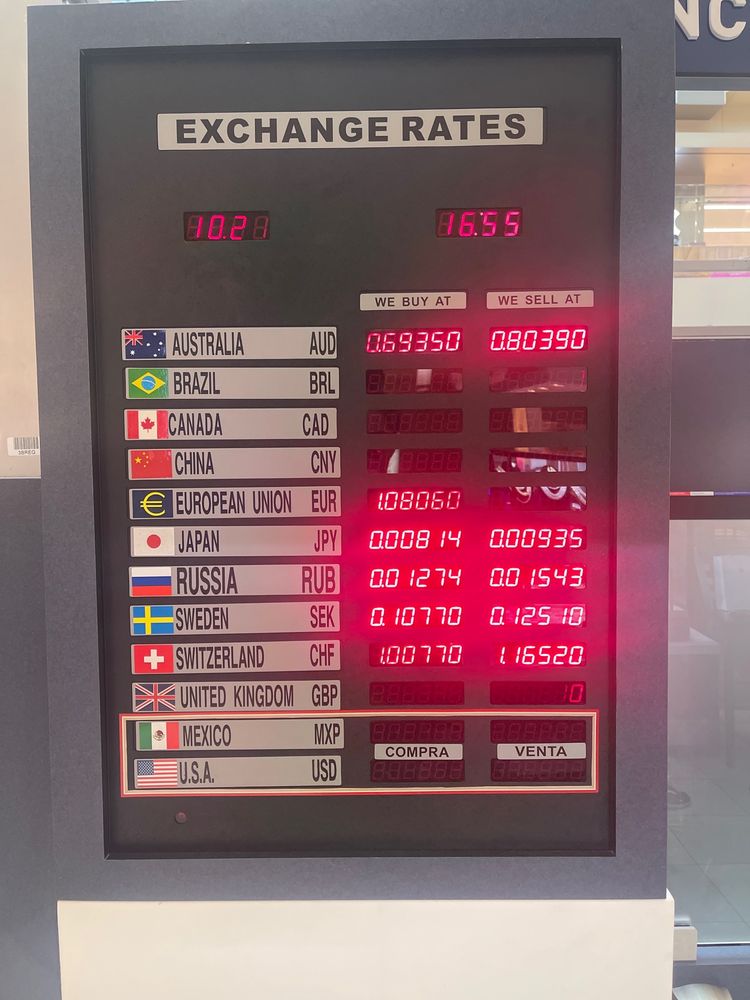 NC
EXCHANGE RATES
10.21 16:55
WE BUY AT WE SELL AT
AUSTRALIA AUD 0.69350 0.80390
BRAZIL BRL
CANADA CAD
CHINA CNY
EUROPEAN UNION EUR 1.08060
JAPAN JPY 0.00814 0.00935
RUSSIA RUB 0.01274 0.01543
SWEDEN SEK 0.10770 0.12510
SWITZERLAND CHF 1.00770 1.16520
UNITED KINGDOM GBP 10
MEXICO MXP
COMPRA VENTA
U.S.A. USD